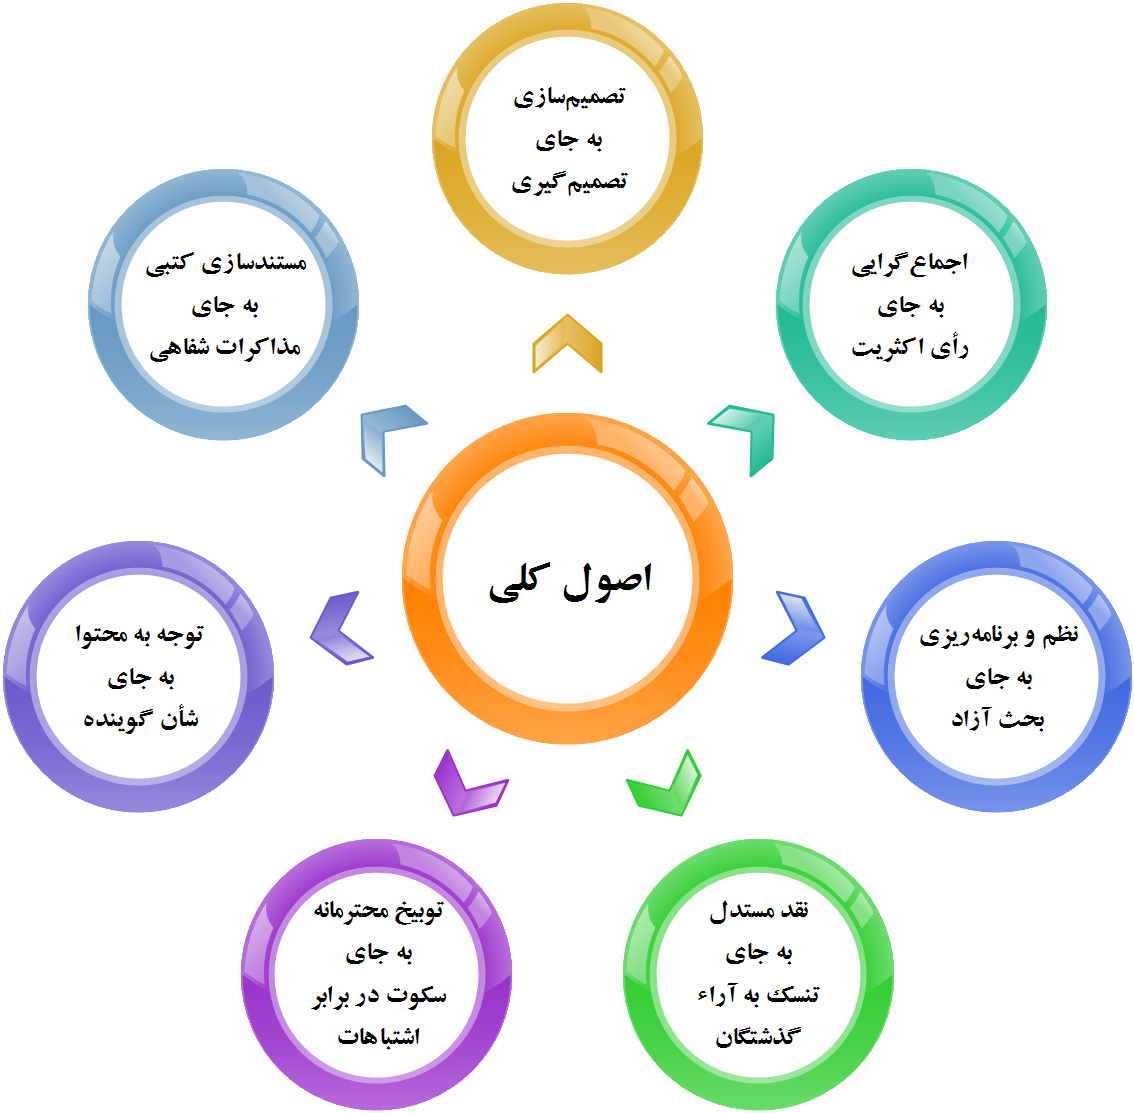 اصول کلی
تصمیم‌سازی
به جای
تصمیم‌گیری
اجماع‌گرایی
به جای
رأی اکثریت
نظم و برنامه‌ریزی
به جای
بحث آزاد
نقد مستدل
به جای
تنسک به آراء
گذشتگان
توبیخ محترمانه
به جای
سکوت در برابر
اشتباهات
توجه به محتوا
به جای
شأن گوینده
مستندسازی کتبی
به جای
مذاکرات شفاهی